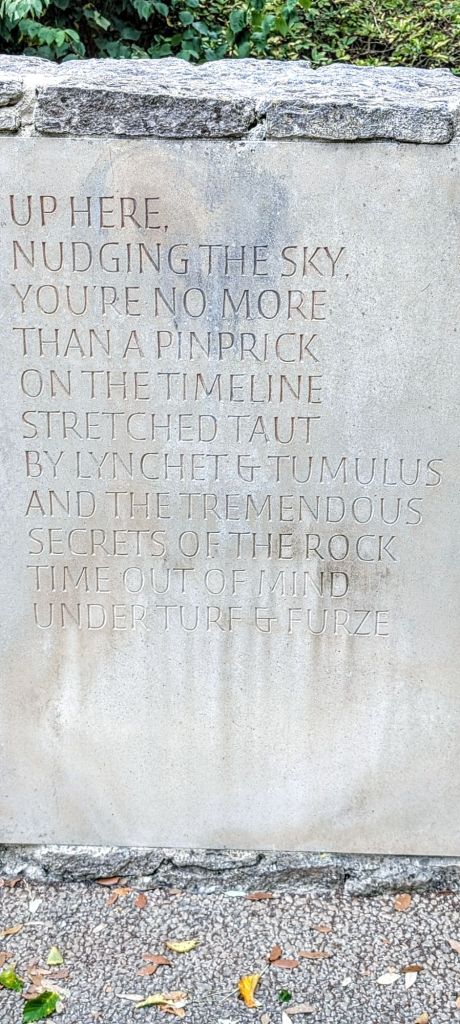 UP HERE,
NUDGING THE SKY,
YOU'RE NO MORE
THAN A PINPRICK
ON THE TIMELINE
STRETCHED TAUT
BY LYNCHET & TUMULUS
AND THE TREMENDOUS
SECRETS OF THE ROCK
TIME OUT OF MIND
UNDER TURF & FURZE